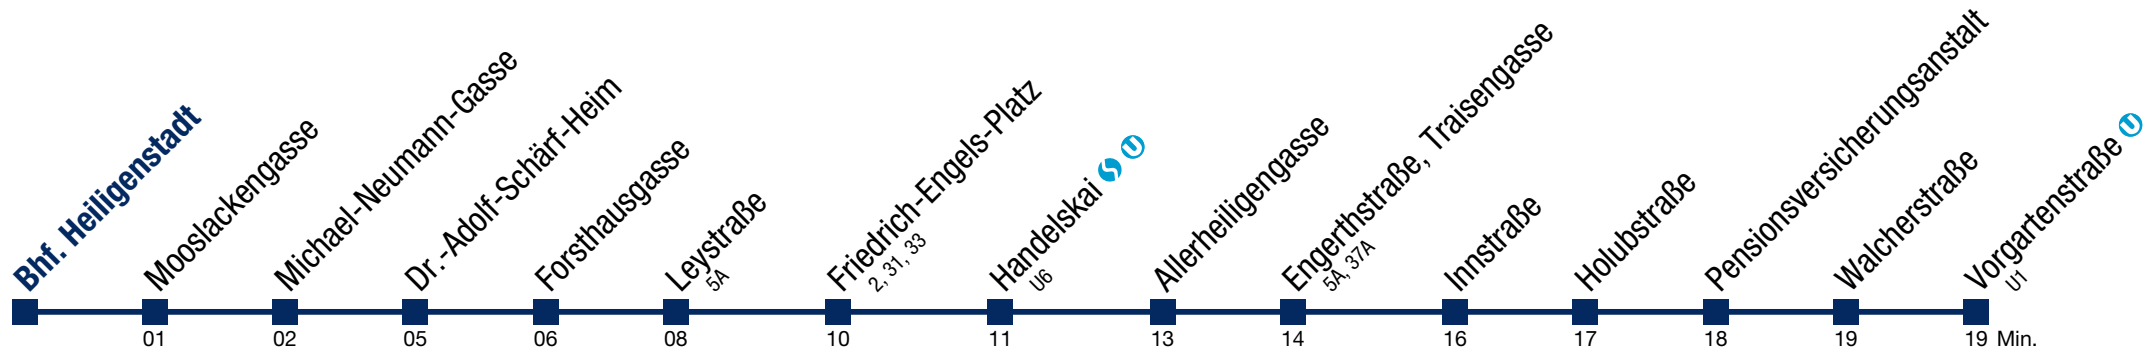 Bhf. Heiligenstadt
Mooslackengasse
Michael-Neumann-Gasse
Dr.-Adolf-Schärf-Heim
Forsthausgasse
Leystraße
5A
Friedrich-Engels-Platz
2, 31, 33
Handelskai S U
U6
Allerheiligengasse
Engerthstraße, Traisengasse
5A, 37A
Innstraße
Holubstraße
Pensionsversicherungsanstalt
Walcherstraße
Vorgartenstraße U
U1
01 02 05 06 08 10 11 13 14 16 17 18 19 19 Min.